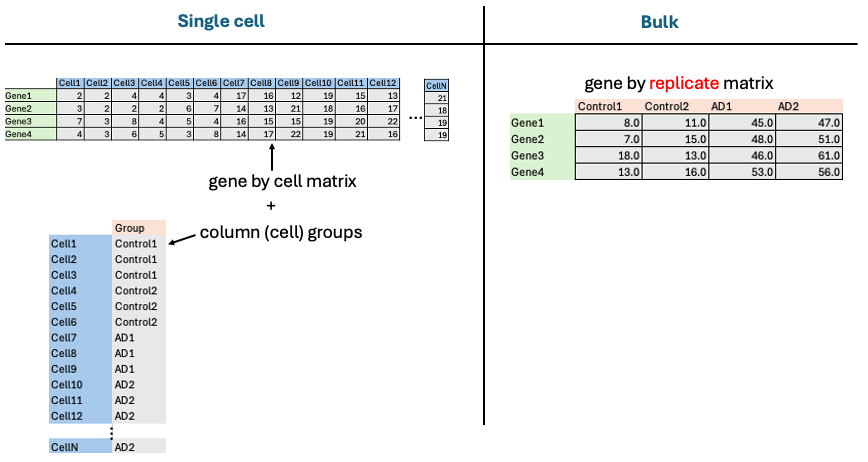 Single cell
Bulk
Cell1 Cell2 Cell3 Cell4 Cell5 Cell6 Cell7 Cell8 Cell9 Cell10 Cell11 Cell12 CellN
Gene1 2 2 4 4 3 4 17 16 12 19 15 13 21
Gene2 3 2 2 2 6 7 14 13 21 18 16 17 18
Gene3 7 3 8 4 5 4 16 15 15 19 20 22 19
Gene4 4 3 6 5 3 8 14 17 22 19 21 16 19
...
gene by cell matrix
+
column (cell) groups
Group
Cell1 Control1
Cell2 Control1
Cell3 Control1
Cell4 Control2
Cell5 Control2
Cell6 Control2
Cell7 AD1
Cell8 AD1
Cell9 AD1
Cell10 AD2
Cell11 AD2
Cell12 AD2
⋮
CellN AD2
gene by replicate matrix
Control1 Control2 AD1 AD2
Gene1 8.0 11.0 45.0 47.0
Gene2 7.0 15.0 48.0 51.0
Gene3 18.0 13.0 46.0 61.0
Gene4 13.0 16.0 53.0 56.0